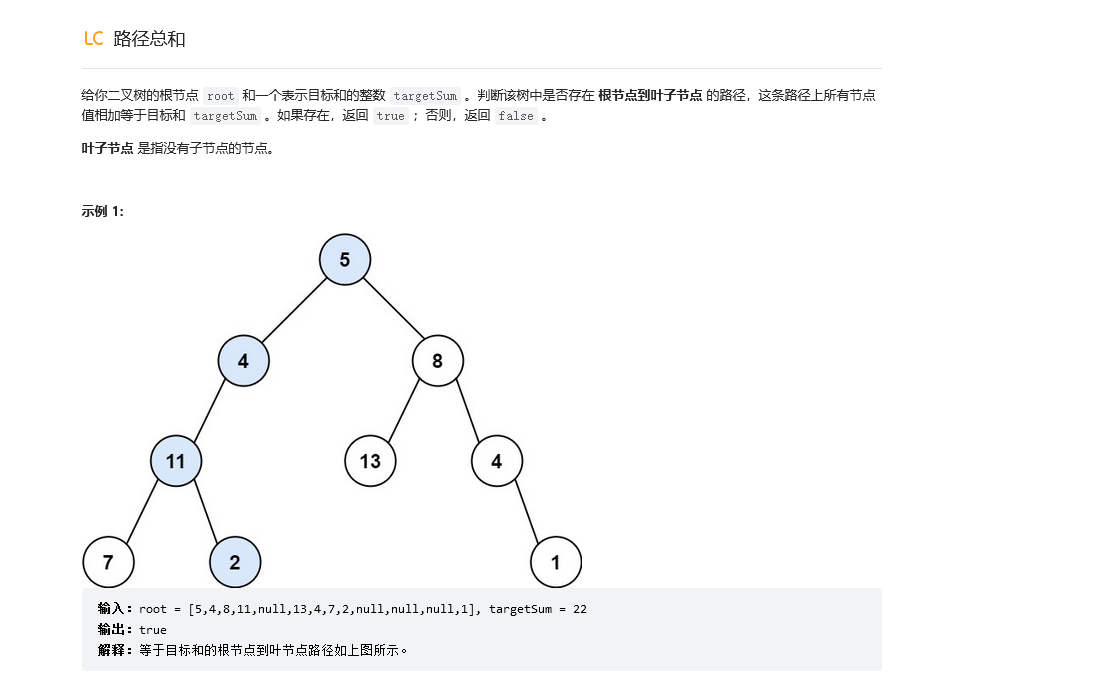 LC 路径总和
给你二叉树的根节点 root 和一个表示目标和的整数 targetSum 。判断该树中是否存在 根节点到叶子节点 的路径，这条路径上所有节点
值相加等于目标和 targetSum 。如果存在，返回 true ；否则，返回 false 。
叶子节点 是指没有子节点的节点。
示例 1：
5
4 8
11 13 4
7 2 1
输入：root = [5,4,8,11,null,13,4,7,2,null,null,null,1], targetSum = 22
输出：true
解释：等于目标和的根节点到叶节点路径如上图所示。